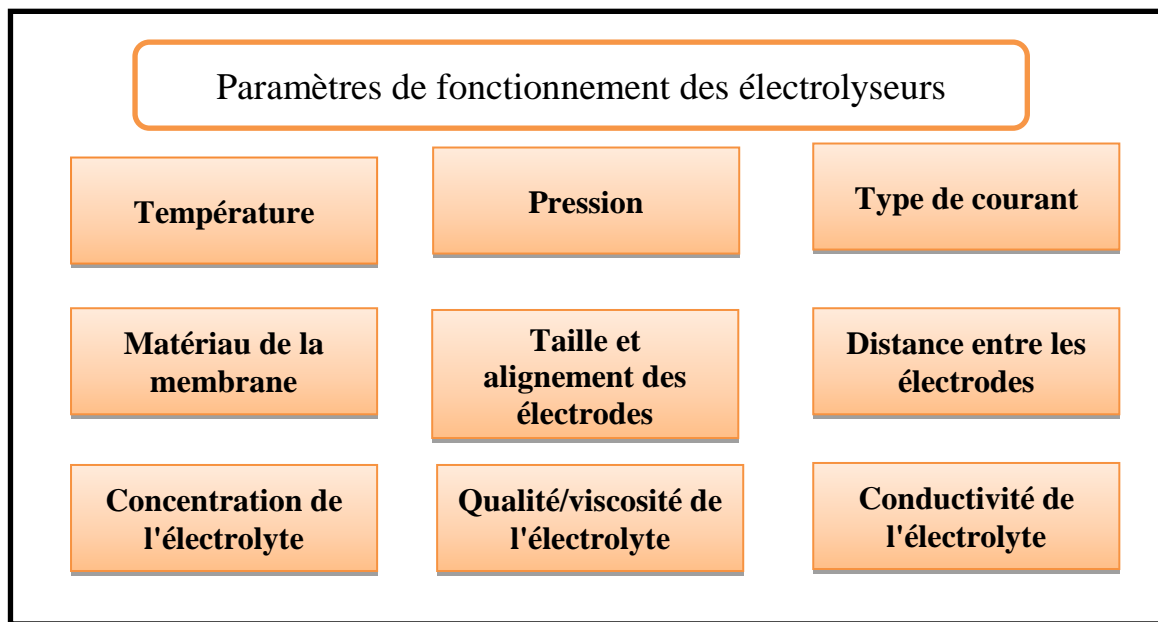 Paramètres de fonctionnement des électrolyseurs
Température
Pression
Type de courant
Matériau de la
membrane
Taille et
alignement des
électrodes
Distance entre les
électrodes
Concentration de
l'électrolyte
Qualité/viscosité de
l'électrolyte
Conductivité de
l'électrolyte